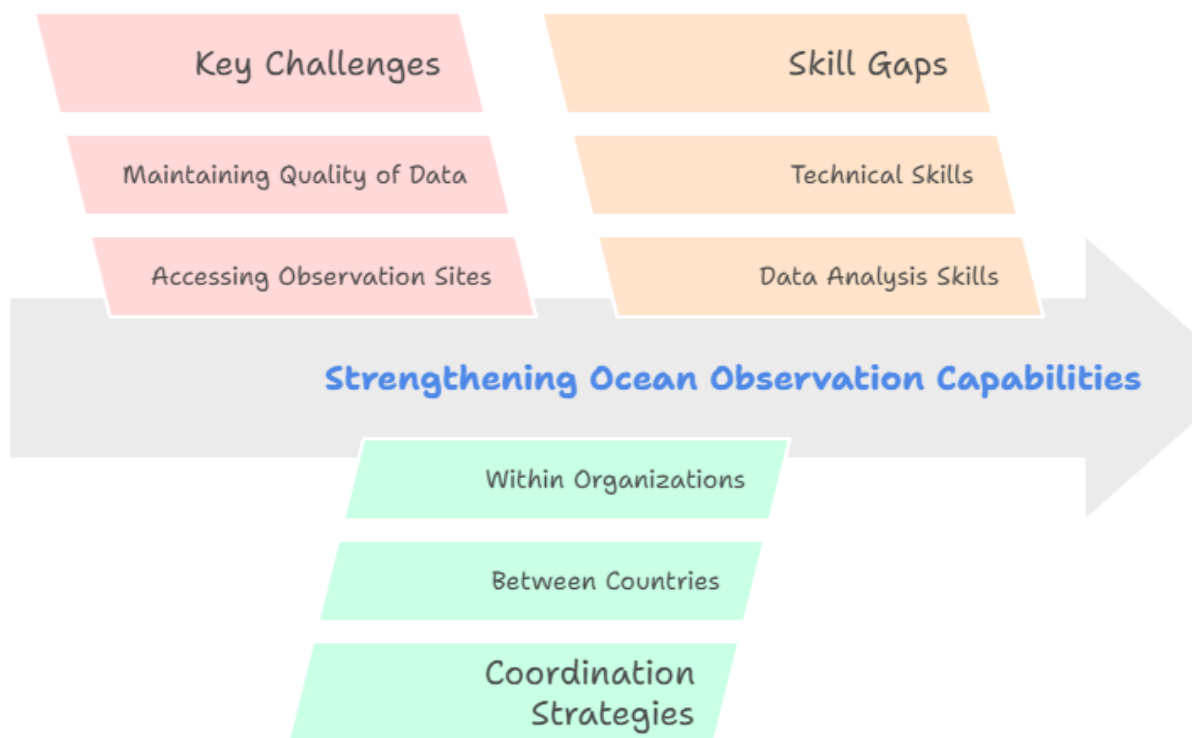 Key Challenges
Maintaining Quality of Data
Accessing Observation Sites
Skill Gaps
Technical Skills
Data Analysis Skills
Strengthening Ocean Observation Capabilities
Within Organizations
Between Countries
Coordination
Strategies